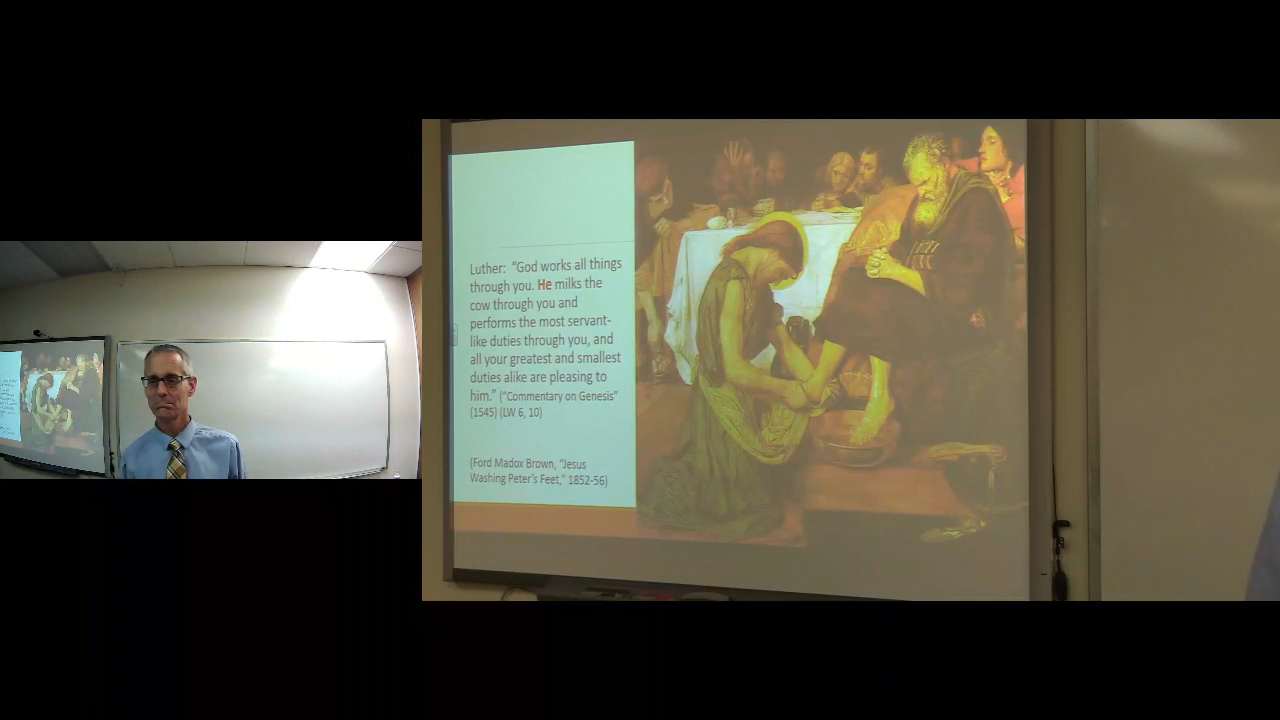 Luther: "God works all things
through you. He milks the
cow through you and
performs the most servant-
like duties through you, and
all your greatest and smallest
duties alike are pleasing to
him." ("Commentary on Genesis"
(1545) (LW 6, 10)
(Ford Madox Brown, "Jesus
Washing Peter's Feet," 1852-56)